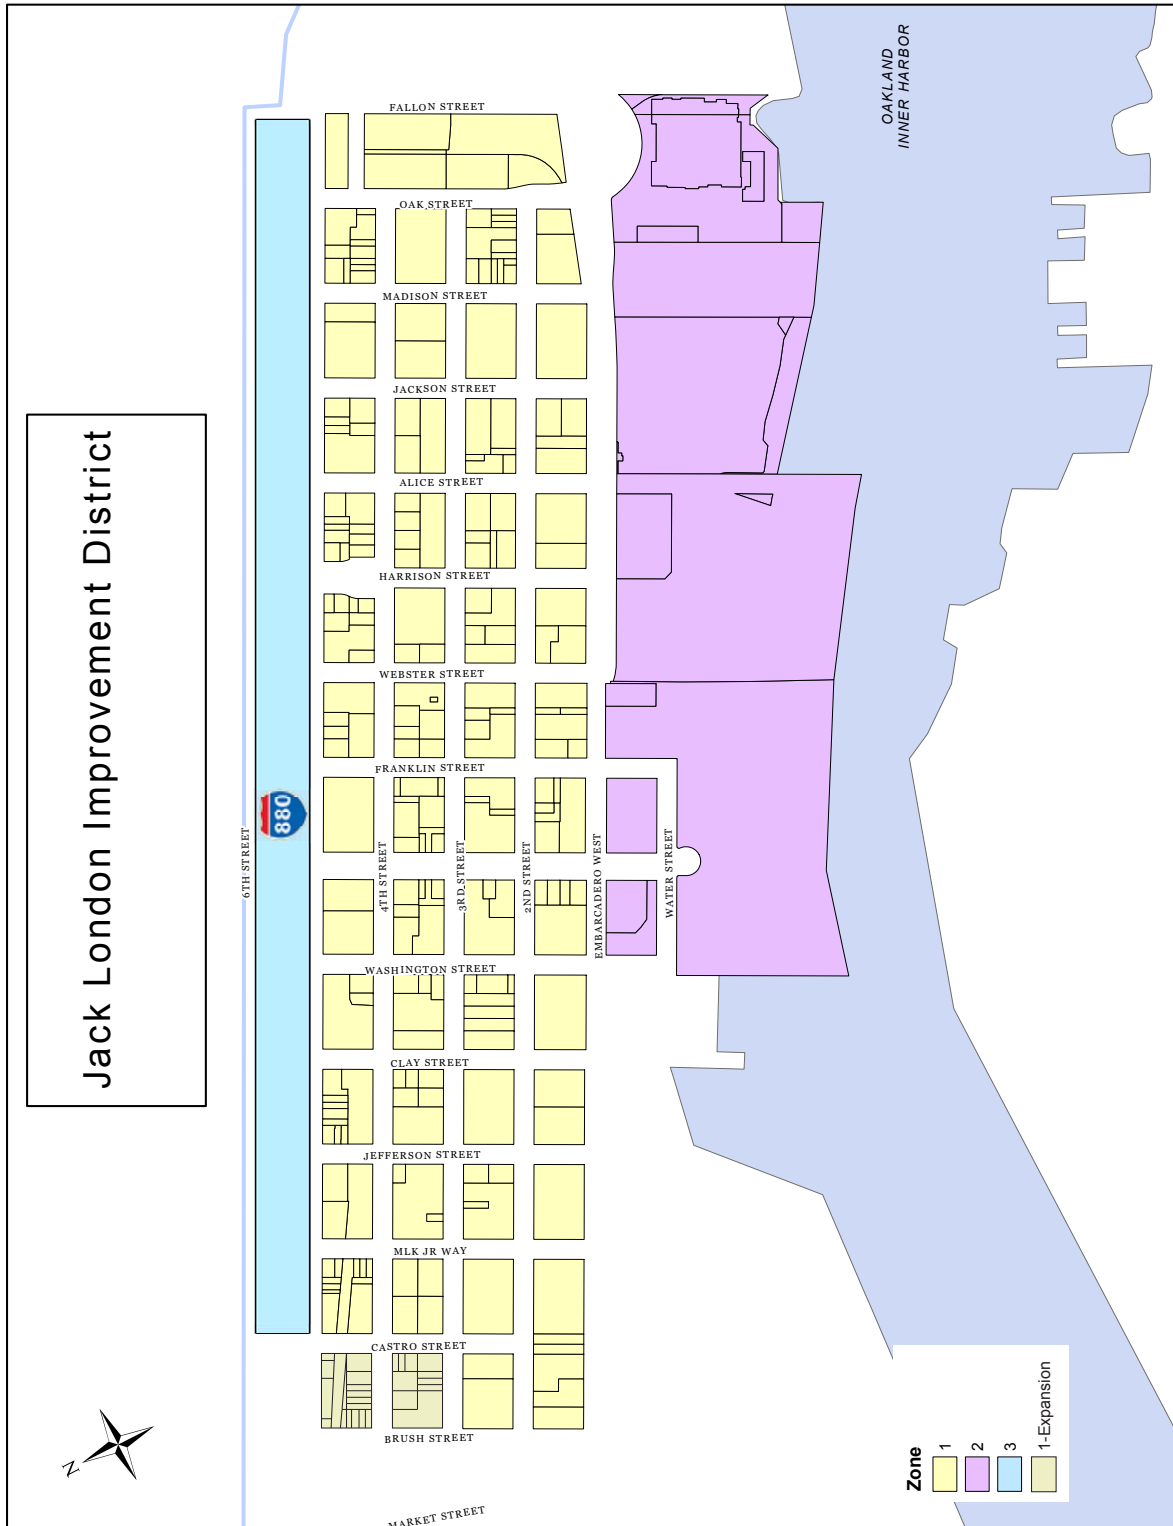 Jack London Improvement District
OAKLAND
INNER HARBOR
FALLON STREET
OAK STREET
MADISON STREET
JACKSON STREET
ALICE STREET
HARRISON STREET
WEBSTER STREET
FRANKLIN STREET
880
6TH STREET
4TH STREET
3RD STREET
2ND STREET
EMBARCADERO WEST
WATER STREET
WASHINGTON STREET
CLAY STREET
JEFFERSON STREET
MLK JR WAY
CASTRO STREET
BRUSH STREET
MARKET STREET
N
Zone
1
2
3
1-Expansion